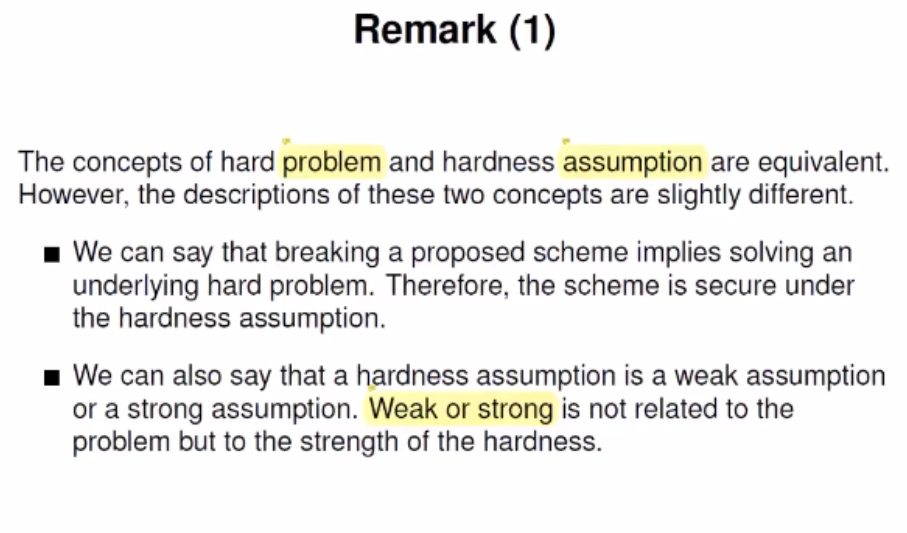 Remark (1)
The concepts of hard problem and hardness assumption are equivalent.
However, the descriptions of these two concepts are slightly different.
■ We can say that breaking a proposed scheme implies solving an
underlying hard problem. Therefore, the scheme is secure under
the hardness assumption.
■ We can also say that a hardness assumption is a weak assumption
or a strong assumption. Weak or strong is not related to the
problem but to the strength of the hardness.